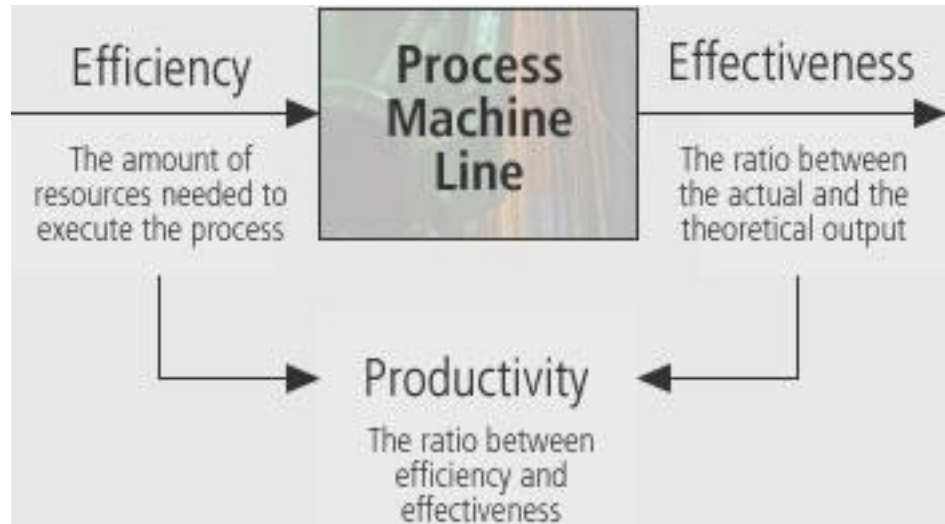 Efficiency
The amount of
resources needed to
execute the process
Process
Machine
Line
Effectiveness
The ratio between
the actual and the
theoretical output
Productivity
The ratio between
efficiency and
effectiveness